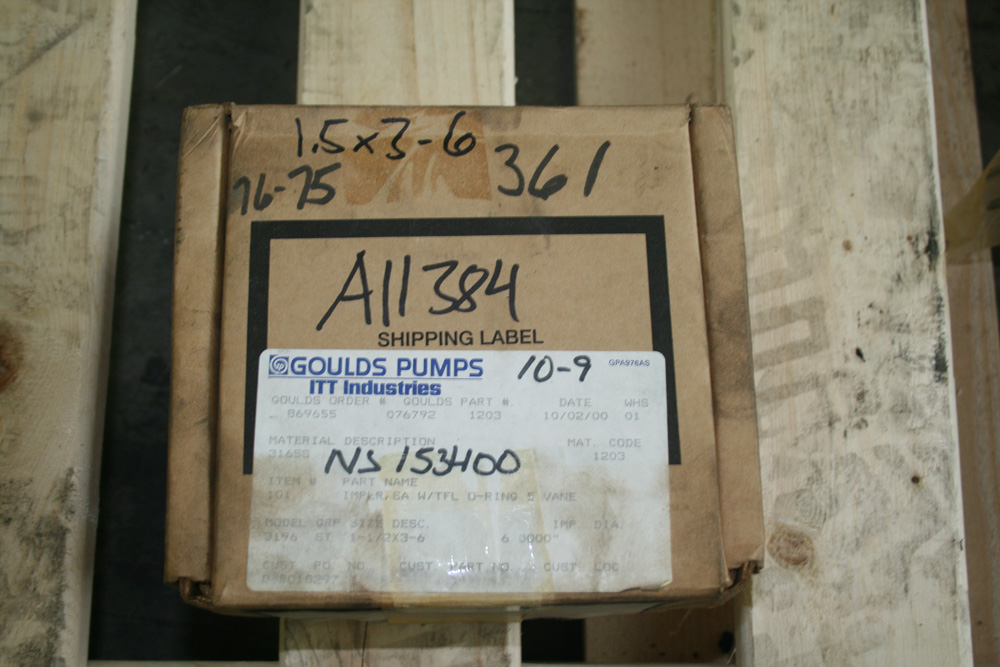 1.5x3-6
76-75
361
A11384
SHIPPING LABEL
GOULDS PUMPS
10-9
GPA976AS
ITT Industries
GOULDS ORDER # GOULDS PART #. DATE WHS
869655 076792 1203 10/02/00 01
MATERIAL DESCRIPTION MAT. CODE
316SS 1203
NS 153400
ITEM # PART NAME
101 IMPLR,SA W/TFL O-RING 5 VANE
MODEL GRP SIZE DESC. IMP. DIA.
3196 ST 1-1/2X3-6 6.0000"
CUST. PO NO. CUST. PART NO. CUST. LOC